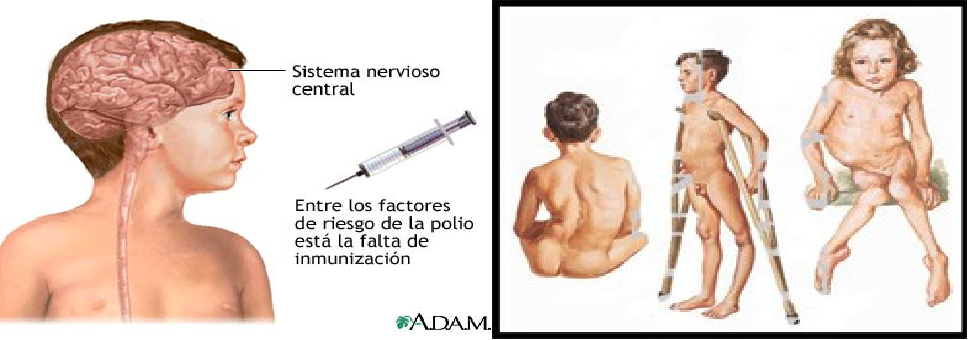 Sistema nervioso
central
Entre los factores
de riesgo de la polio
está la falta de
inmunización
A.D.A.M.